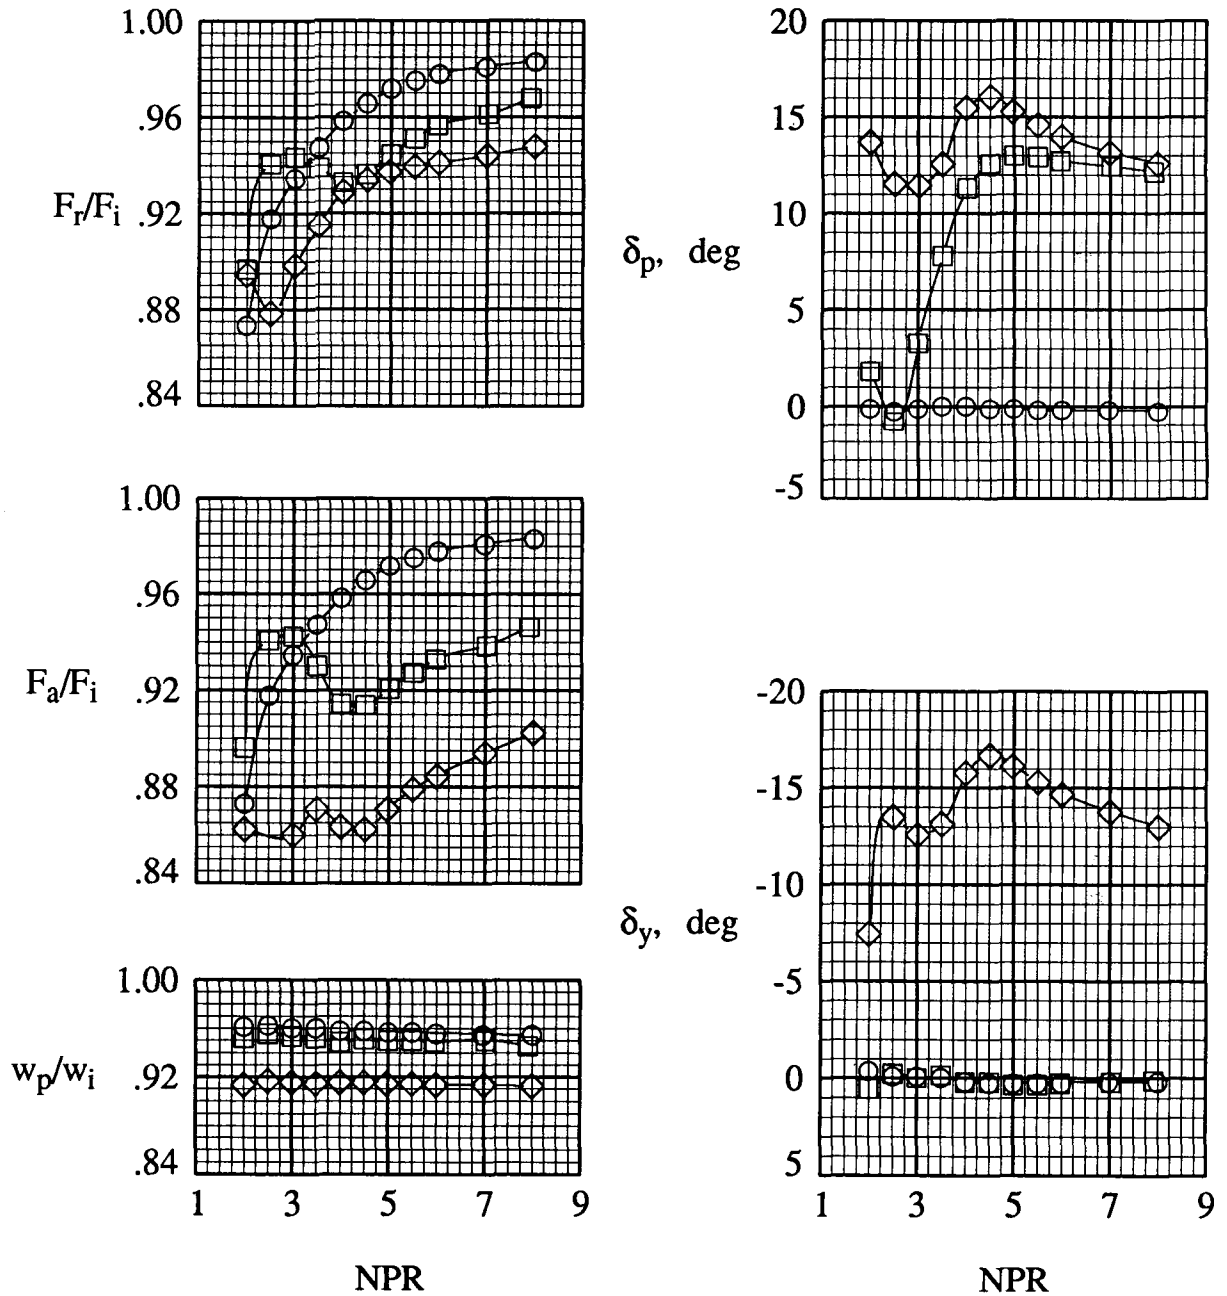 1.00
.96
F_r/F_i .92
.88
.84
20
15
δ_p, deg 10
5
0
-5
1.00
.96
F_a/F_i .92
.88
.84
-20
-15
δ_y, deg -10
-5
0
5
1.00
w_p/w_i .92
.84
1 3 5 7 9
NPR
1 3 5 7 9
NPR